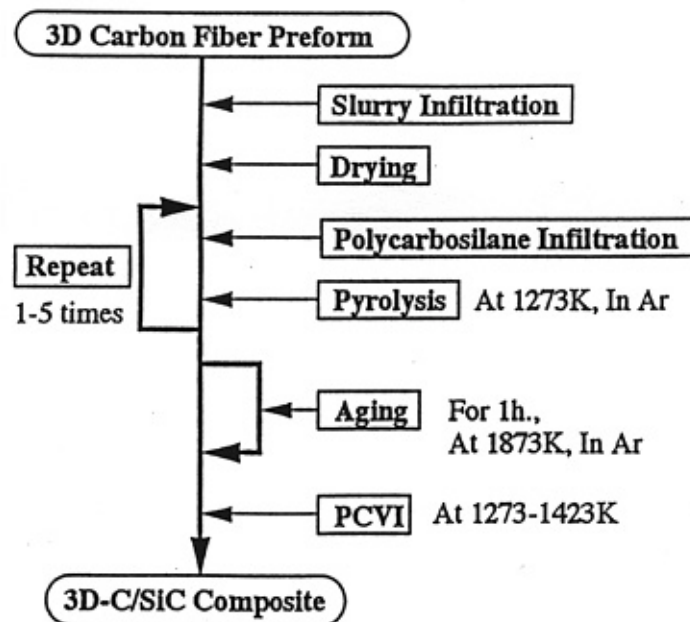 3D Carbon Fiber Preform
Slurry Infiltration
Drying
Polycarbosilane Infiltration
Repeat
1-5 times
Pyrolysis At 1273K, In Ar
Aging For 1h.,
At 1873K, In Ar
PCVI At 1273-1423K
3D-C/SiC Composite